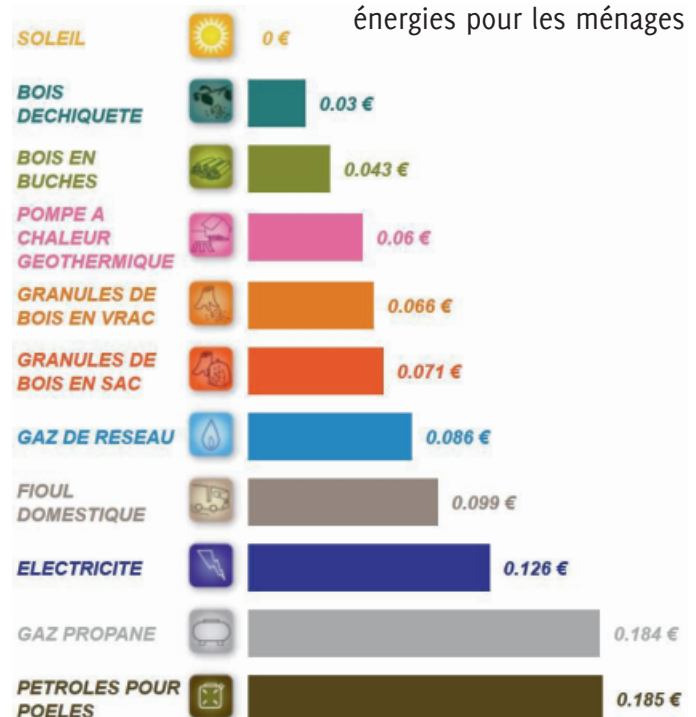 énergies pour les ménages
SOLEIL
0 €
BOIS
DECHIQUETE
0.03 €
BOIS EN
BUCHES
0.043 €
POMPE A
CHALEUR
GEOTHERMIQUE
0.06 €
GRANULES DE
BOIS EN VRAC
0.066 €
GRANULES DE
BOIS EN SAC
0.071 €
GAZ DE RESEAU
0.086 €
FIOUL
DOMESTIQUE
0.099 €
ELECTRICITE
0.126 €
GAZ PROPANE
0.184 €
PETROLES POUR
POELES
0.185 €